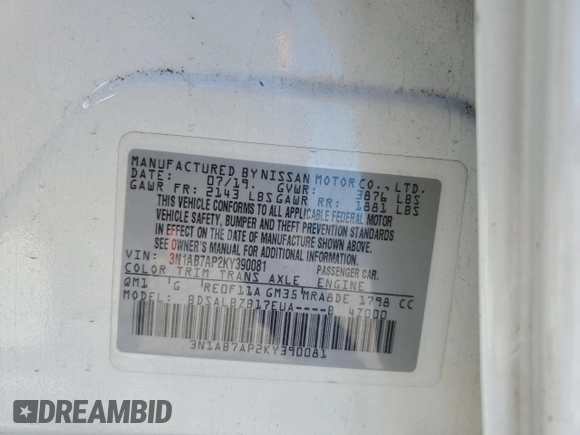 MANUFACTURED BY NISSAN MOTOR CO., LTD.
DATE: 07/19. GVWR: 3876 LBS
GAWR FR: 2143 LBS GAWR RR: 1881 LBS
THIS VEHICLE CONFORMS TO ALL APPLICABLE FEDERAL MOTOR
VEHICLE SAFETY, BUMPER AND THEFT PREVENTION STANDARDS
IN EFFECT ON THE DATE OF MANUFACTURE SHOWN ABOVE.
SEE OWNER'S MANUAL FOR ADDITIONAL INFORMATION.
VIN: 3N1AB7AP2KY390081 PASSENGER CAR.
COLOR TRIM TRANS AXLE ENGINE
QM1 G RE0F11A GM35 MRA8DE 1798 CC
MODEL: BDSALBZB17EUA----B 47000
3N1AB7AP2KY390081
DREAMBID